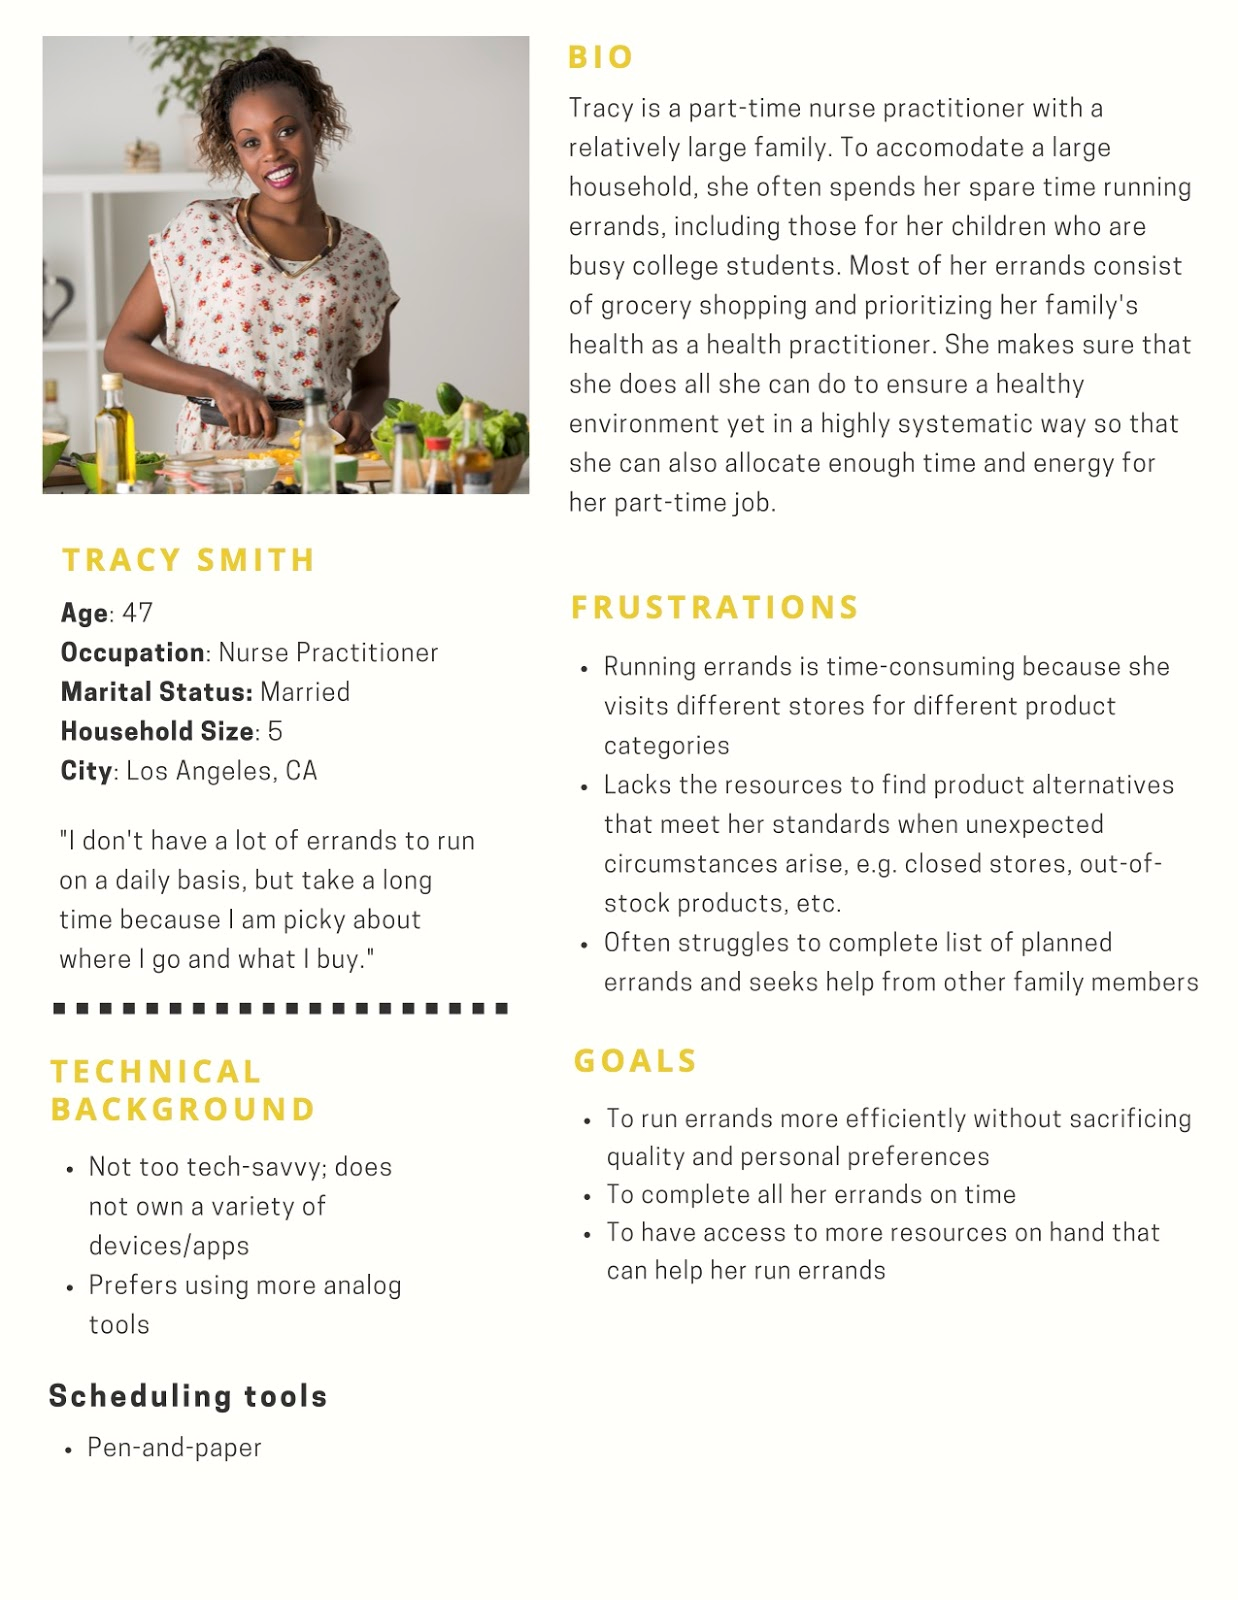 BIO
Tracy is a part-time nurse practitioner with a
relatively large family. To accomodate a large
household, she often spends her spare time running
errands, including those for her children who are
busy college students. Most of her errands consist
of grocery shopping and prioritizing her family's
health as a health practitioner. She makes sure that
she does all she can do to ensure a healthy
environment yet in a highly systematic way so that
she can also allocate enough time and energy for
her part-time job.
TRACY SMITH
Age: 47
Occupation: Nurse Practitioner
Marital Status: Married
Household Size: 5
City: Los Angeles, CA
"I don't have a lot of errands to run
on a daily basis, but take a long
time because I am picky about
where I go and what I buy."
TECHNICAL
BACKGROUND
• Not too tech-savvy; does
not own a variety of
devices/apps
• Prefers using more analog
tools
Scheduling tools
• Pen-and-paper
FRUSTRATIONS
• Running errands is time-consuming because she
visits different stores for different product
categories
• Lacks the resources to find product alternatives
that meet her standards when unexpected
circumstances arise, e.g. closed stores, out-of-
stock products, etc.
• Often struggles to complete list of planned
errands and seeks help from other family members
GOALS
• To run errands more efficiently without sacrificing
quality and personal preferences
• To complete all her errands on time
• To have access to more resources on hand that
can help her run errands